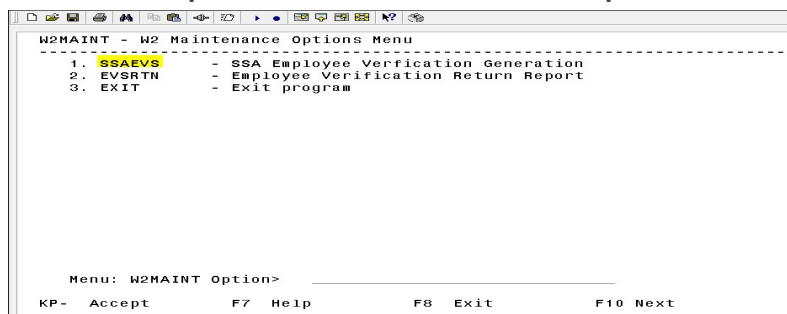 W2MAINT - W2 Maintenance Options Menu
1. SSAEVS - SSA Employee Verfication Generation
2. EVSRTN - Employee Verification Return Report
3. EXIT - Exit program
Menu: W2MAINT Option>
KP- Accept F7 Help F8 Exit F10 Next